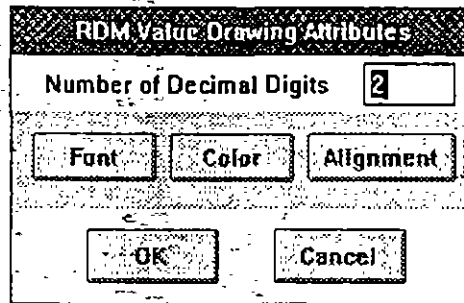 RDM Value Drawing Attributes
Number of Decimal Digits 2
Font Color Alignment
OK Cancel